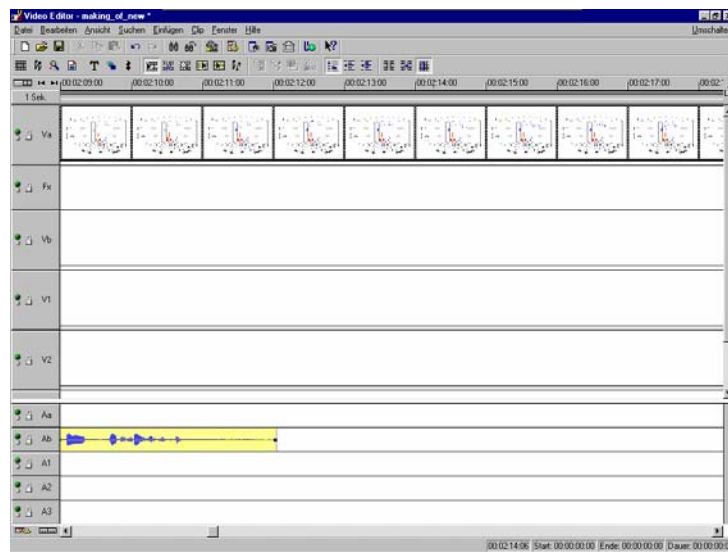 Video Editor - making_of_new *
Datei Bearbeiten Ansicht Suchen Einfügen Clip Fenster Hilfe Umschalte
00:02:09:00 00:02:10:00 00:02:11:00 00:02:12:00 00:02:13:00 00:02:14:00 00:02:15:00 00:02:16:00 00:02:17:00 00:02:
1 Sek.
Va
Fx
Vb
V1
V2
Aa
Ab
A1
A2
A3
00:02:14:06 Start: 00:00:00:00 Ende: 00:00:00:00 Dauer: 00:00:00: